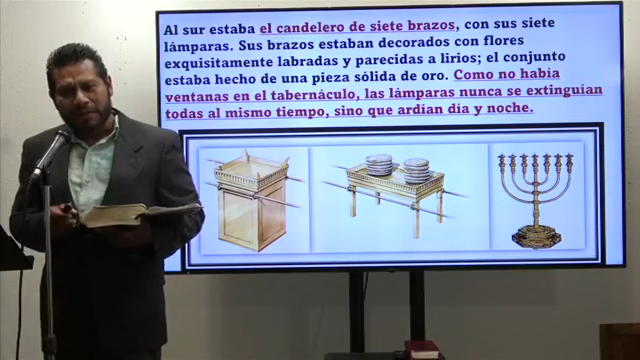 Al sur estaba el candelero de siete brazos, con sus siete
lámparas. Sus brazos estaban decorados con flores
exquisitamente labradas y parecidas a lirios; el conjunto
estaba hecho de una pieza sólida de oro. Como no había
ventanas en el tabernáculo, las lámparas nunca se extinguían
todas al mismo tiempo, sino que ardían día y noche.